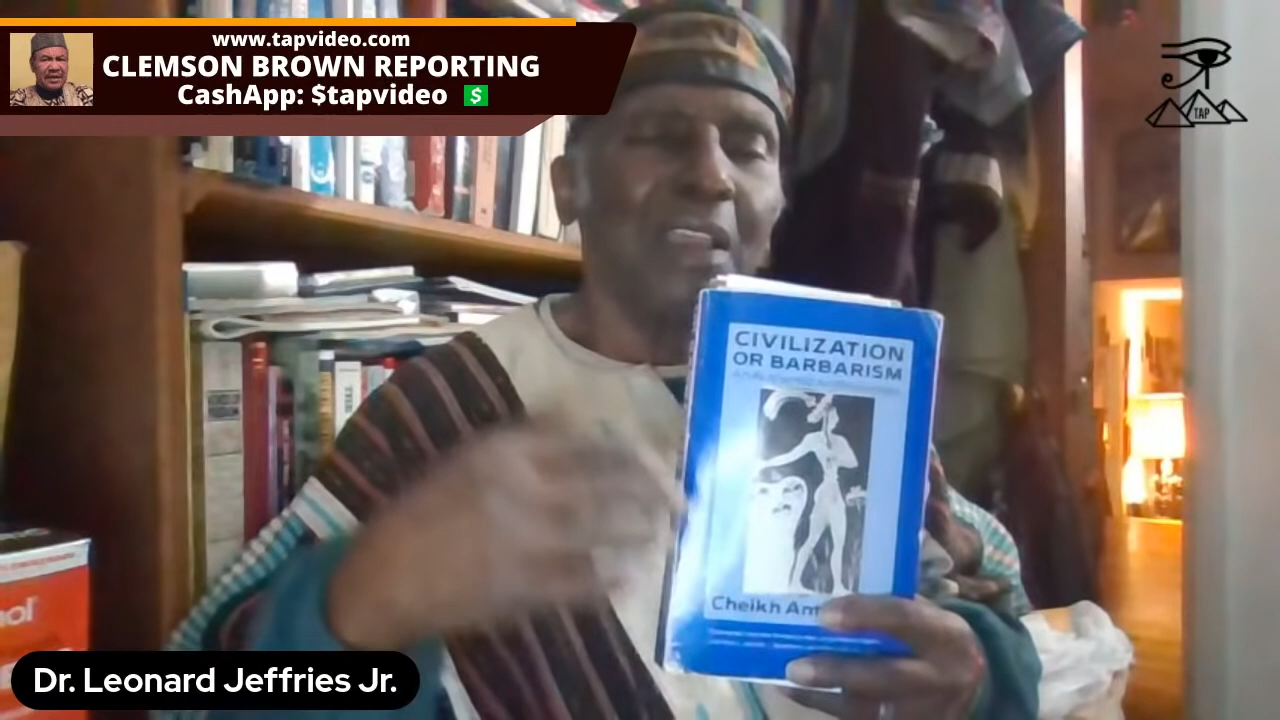 www.tapvideo.com
CLEMSON BROWN REPORTING
CashApp: $tapvideo $
TAP
CIVILIZATION
OR BARBARISM
Cheikh An
Dr. Leonard Jeffries Jr.